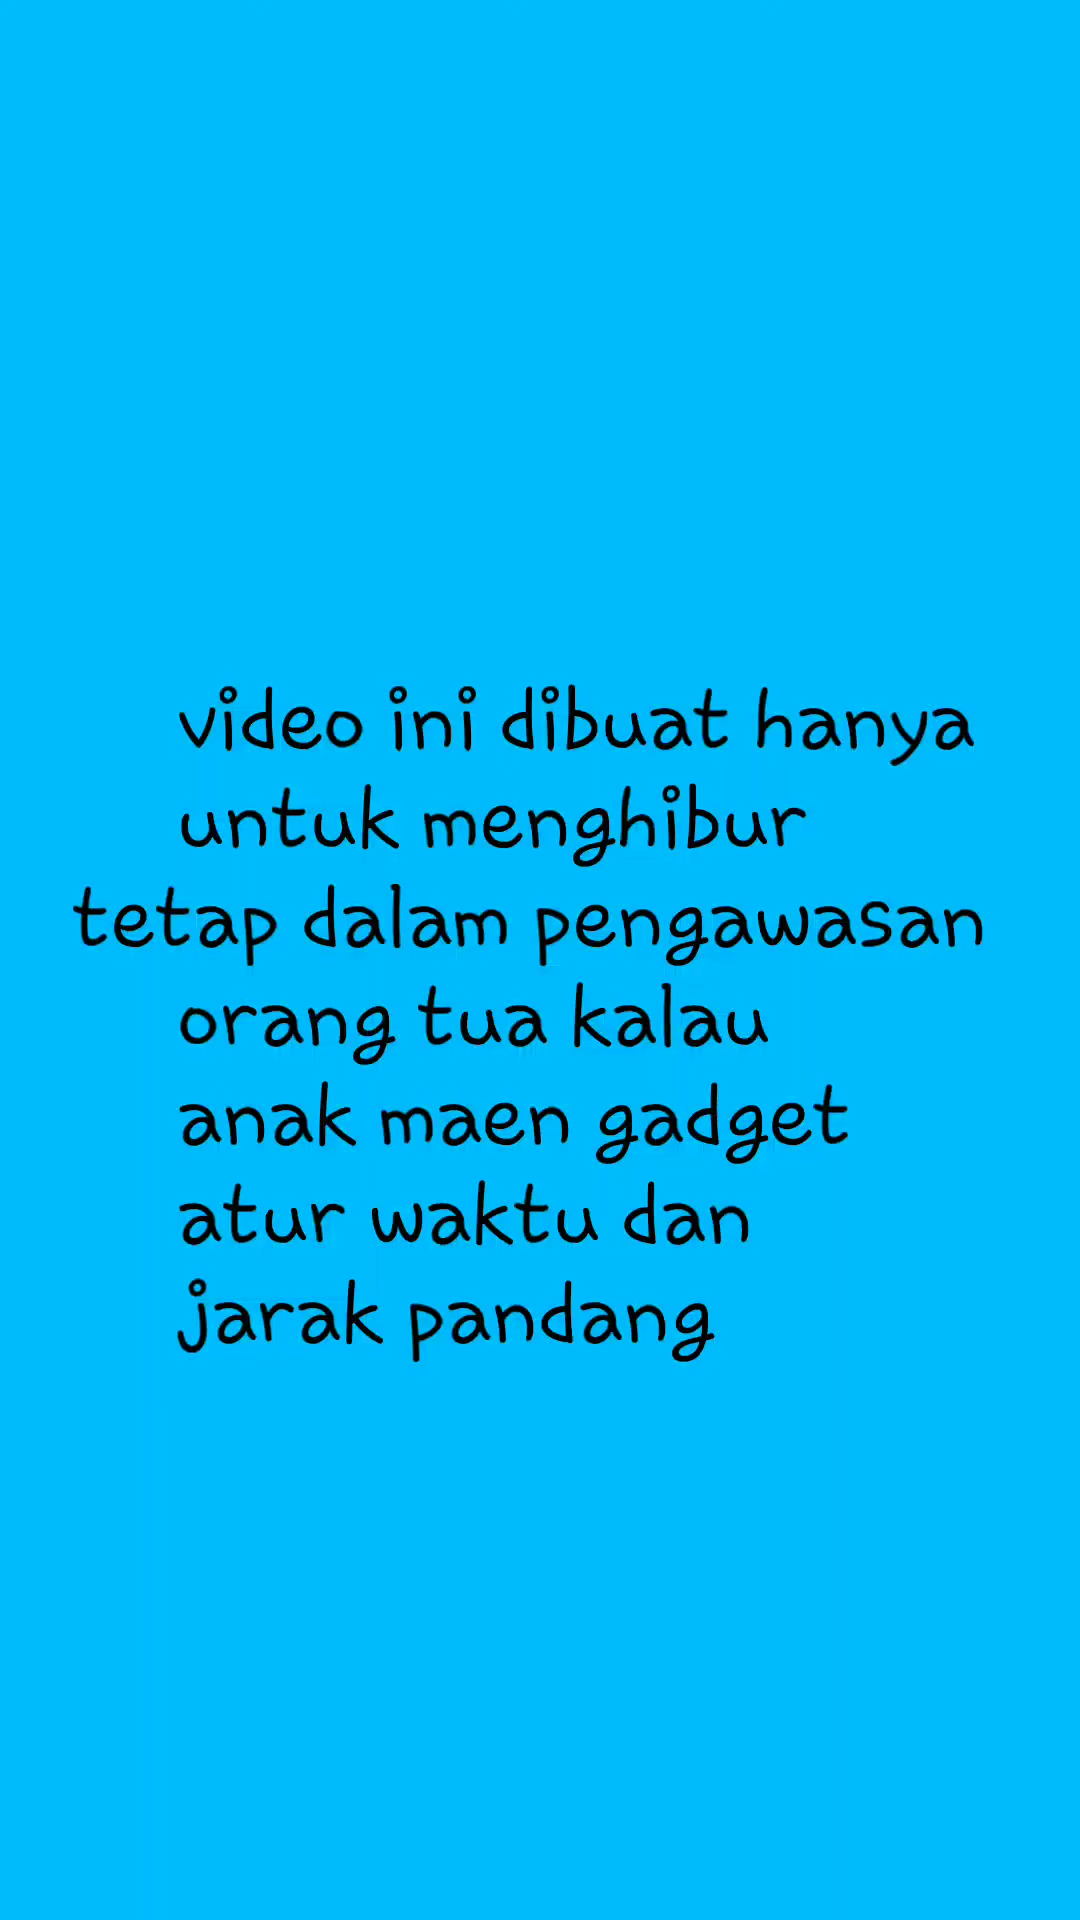 video ini dibuat hanya
untuk menghibur
tetap dalam pengawasan
orang tua kalau
anak maen gadget
atur waktu dan
jarak pandang